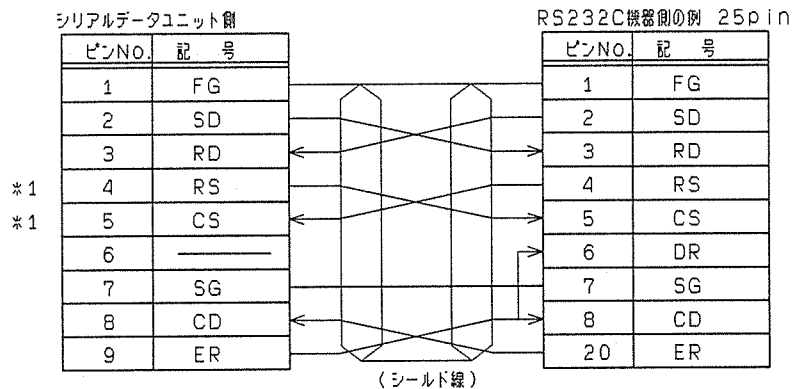 シリアルデータユニット側
ピンNO. 記 号
1 FG
2 SD
3 RD
*1 4 RS
*1 5 CS
6 ―
7 SG
8 CD
9 ER
RS232C機器側の例 25pin
ピンNO. 記 号
1 FG
2 SD
3 RD
4 RS
5 CS
6 DR
7 SG
8 CD
20 ER
(シールド線)